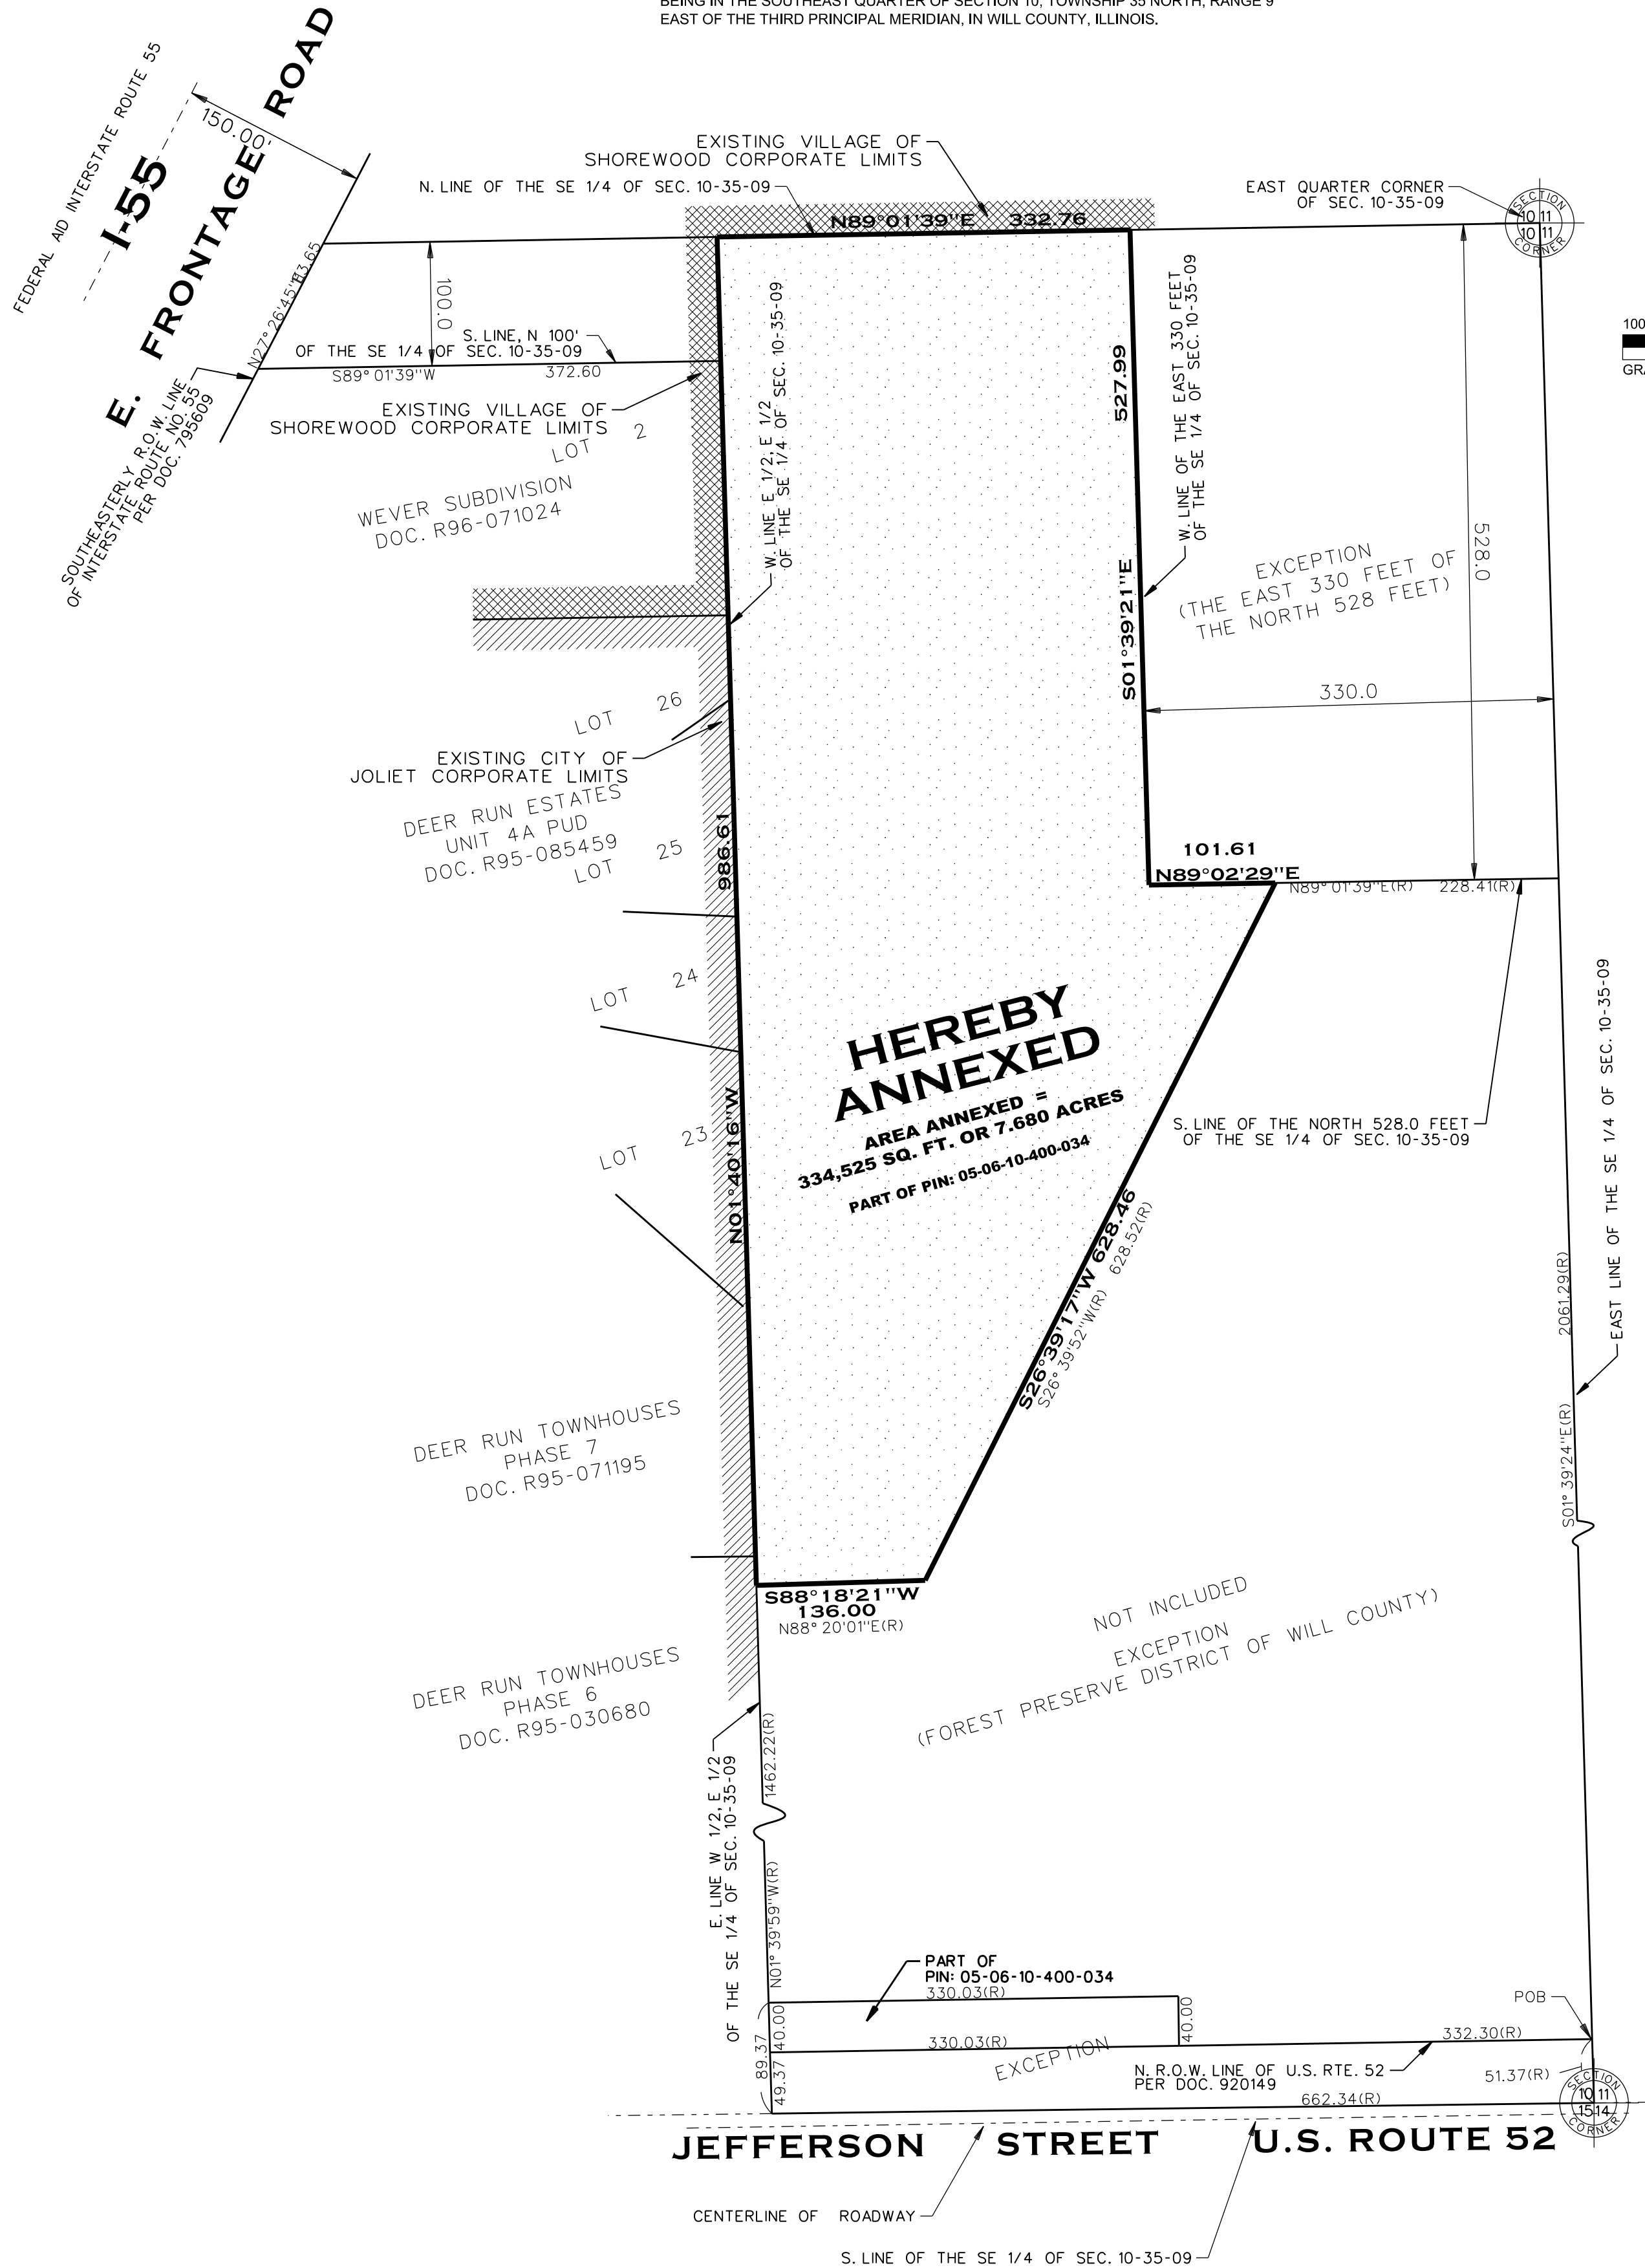 BEING IN THE SOUTHEAST QUARTER OF SECTION 10, TOWNSHIP 35 NORTH, RANGE 9
EAST OF THE THIRD PRINCIPAL MERIDIAN, IN WILL COUNTY, ILLINOIS.
FEDERAL AID INTERSTATE ROUTE 55
I-55
150.00'
E. FRONTAGE ROAD
EXISTING VILLAGE OF
SHOREWOOD CORPORATE LIMITS
N. LINE OF THE SE 1/4 OF SEC. 10-35-09
N89°01'39"E 332.76
EAST QUARTER CORNER
OF SEC. 10-35-09
SECTION
10 11
10 11
CORNER
N27°26'45"E
100.0
S. LINE, N 100'
OF THE SE 1/4 OF SEC. 10-35-09
S89°01'39"W 372.60
SOUTHEASTERLY R.O.W. LINE
OF INTERSTATE ROUTE NO. 55
PER DOC. 795609
EXISTING VILLAGE OF
SHOREWOOD CORPORATE LIMITS
LOT 2
WEVER SUBDIVISION
DOC. R96-071024
W. LINE E 1/2, E 1/2
OF THE SE 1/4 OF SEC. 10-35-09
527.99
S01°39'21"E
W. LINE OF THE EAST 330 FEET
OF THE SE 1/4 OF SEC. 10-35-09
100
GRA
528.0
EXCEPTION
(THE EAST 330 FEET OF
THE NORTH 528 FEET)
330.0
LOT 26
EXISTING CITY OF
JOLIET CORPORATE LIMITS
DEER RUN ESTATES
UNIT 4A PUD
DOC. R95-085459
LOT 25
986.61
N01°40'16"W
101.61
N89°02'29"E
N89°01'39"E(R) 228.41(R)
LOT 24
LOT 23
HEREBY
ANNEXED
AREA ANNEXED =
334,525 SQ. FT. OR 7.680 ACRES
PART OF PIN: 05-06-10-400-034
S. LINE OF THE NORTH 528.0 FEET
OF THE SE 1/4 OF SEC. 10-35-09
EAST LINE OF THE SE 1/4 OF SEC. 10-35-09
S26°39'17"W 628.46
S26°39'52"W(R) 628.52(R)
2061.29(R)
S01°39'24"E(R)
DEER RUN TOWNHOUSES
PHASE 7
DOC. R95-071195
S88°18'21"W
136.00
N88°20'01"E(R)
NOT INCLUDED
EXCEPTION
(FOREST PRESERVE DISTRICT OF WILL COUNTY)
DEER RUN TOWNHOUSES
PHASE 6
DOC. R95-030680
E. LINE W 1/2, E 1/2
OF THE SE 1/4 OF SEC. 10-35-09
1462.22(R)
N01°39'59"W(R)
PART OF
PIN: 05-06-10-400-034
330.03(R)
40.00
40.00
89.37
49.37
330.03(R)
EXCEPTION
N. R.O.W. LINE OF U.S. RTE. 52
PER DOC. 920149
POB
332.30(R)
51.37(R)
662.34(R)
SECTION
10 11
15 14
CORNER
JEFFERSON STREET U.S. ROUTE 52
CENTERLINE OF ROADWAY
S. LINE OF THE SE 1/4 OF SEC. 10-35-09